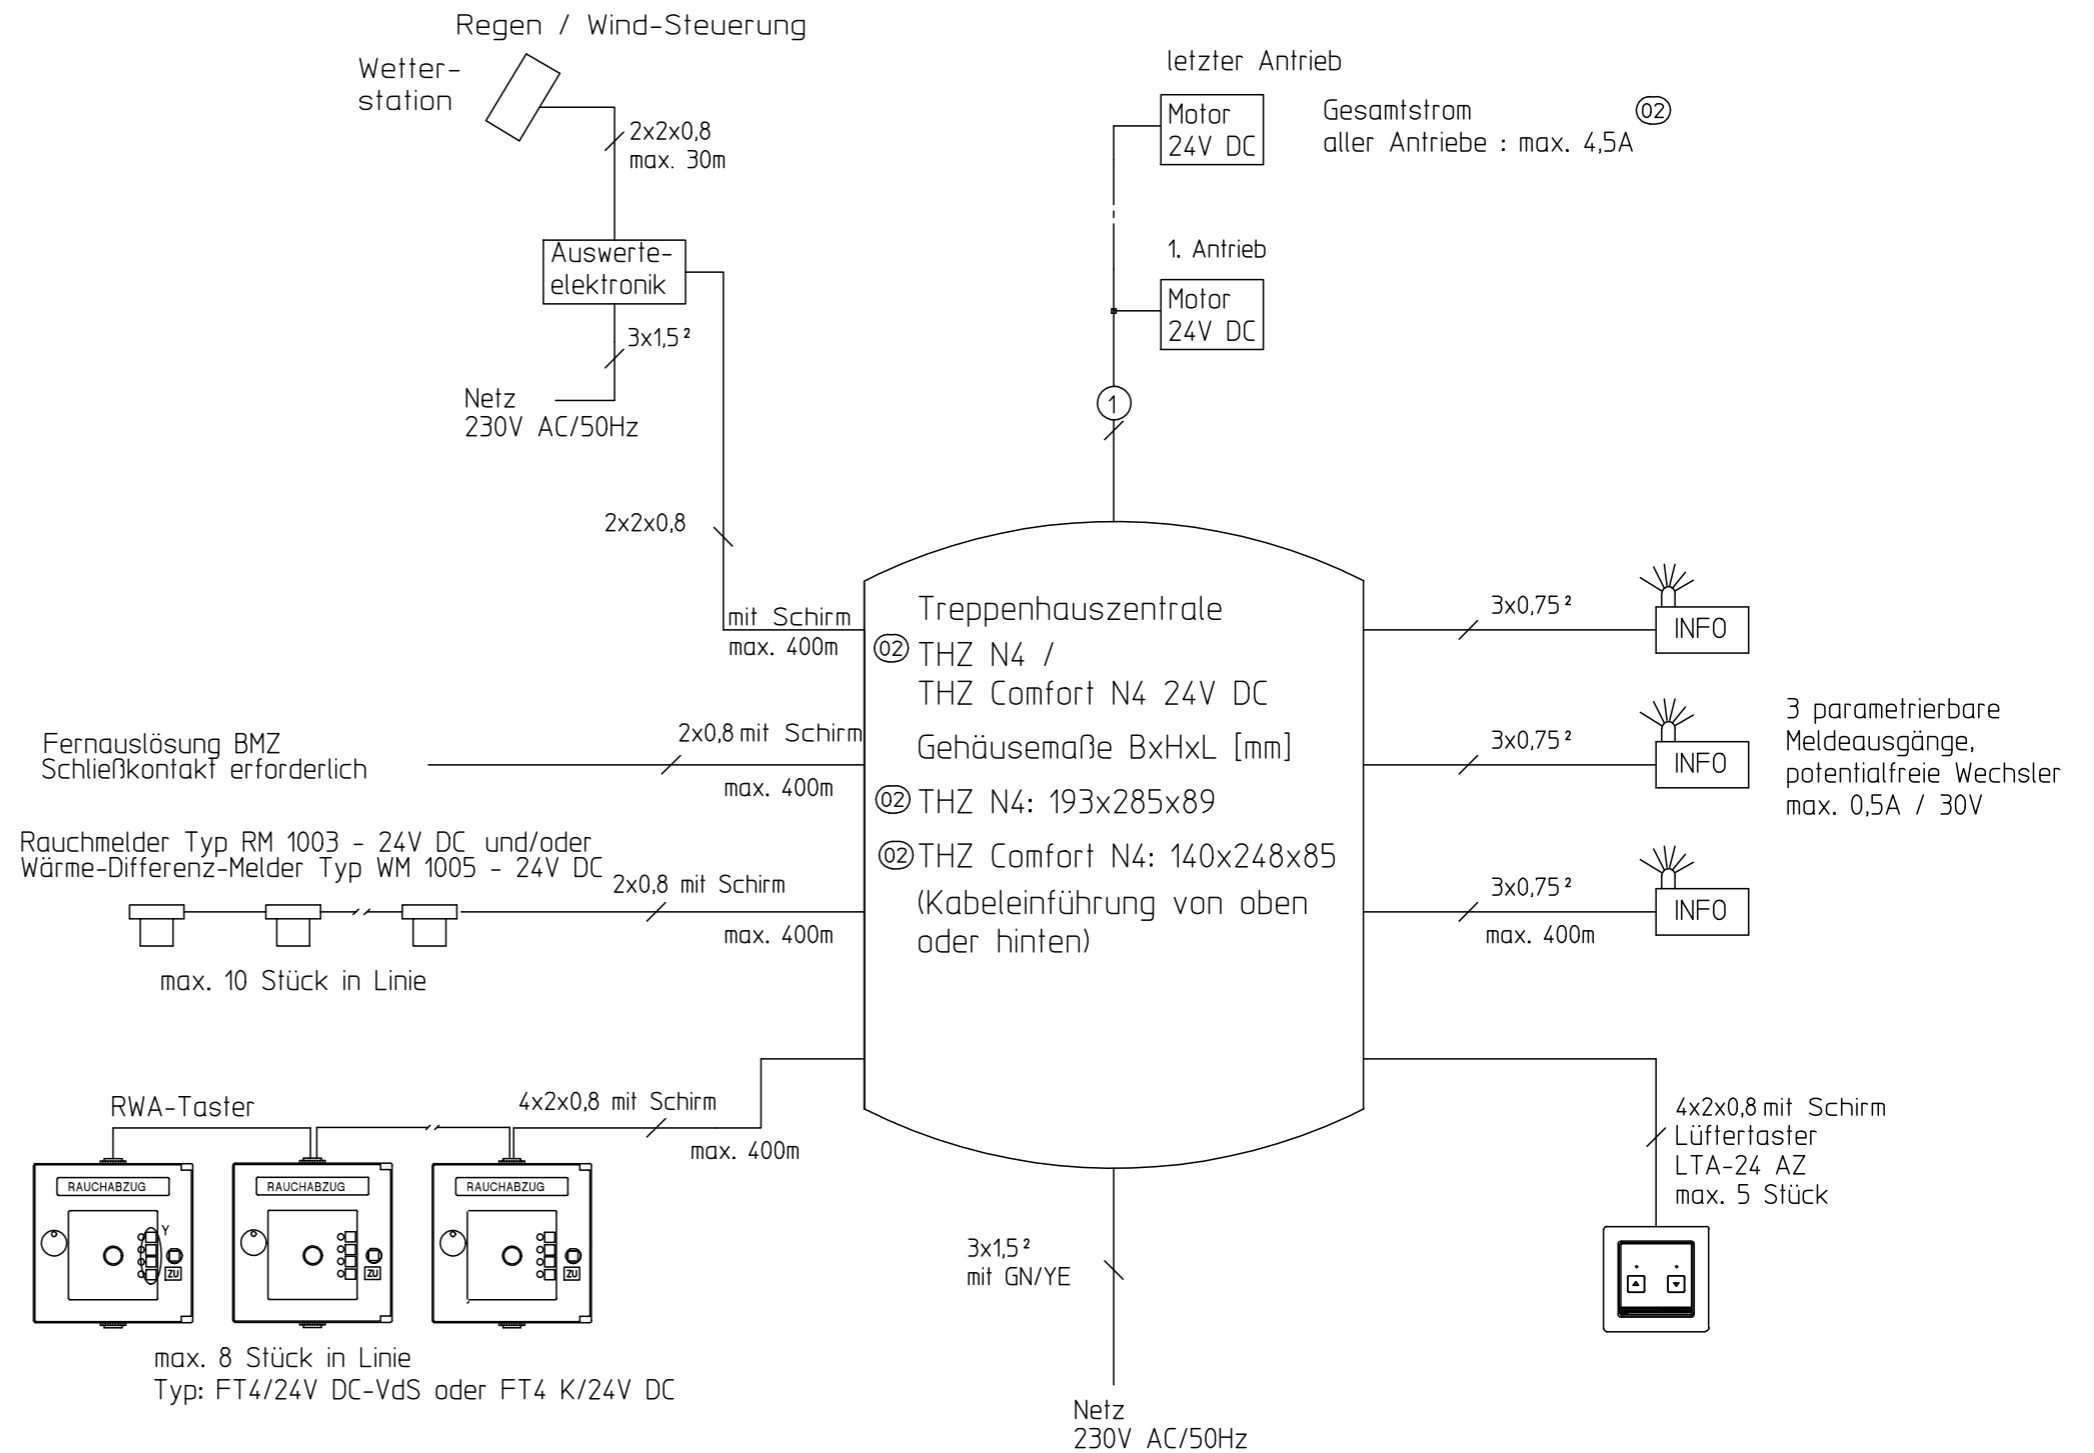 Regen / Wind-Steuerung
Wetter-
station
2x2x0,8
max. 30m
Auswerte-
elektronik
3x1,5²
Netz
230V AC/50Hz
2x2x0,8
mit Schirm
max. 400m
letzter Antrieb
Motor
24V DC
Gesamtstrom 02
aller Antriebe : max. 4,5A
1. Antrieb
Motor
24V DC
1
Treppenhauszentrale
02 THZ N4 /
THZ Comfort N4 24V DC
Gehäusemaße BxHxL [mm]
02 THZ N4: 193x285x89
02 THZ Comfort N4: 140x248x85
(Kabeleinführung von oben
oder hinten)
Fernauslösung BMZ
Schließkontakt erforderlich
2x0,8 mit Schirm
max. 400m
Rauchmelder Typ RM 1003 - 24V DC und/oder
Wärme-Differenz-Melder Typ WM 1005 - 24V DC
2x0,8 mit Schirm
max. 400m
max. 10 Stück in Linie
RWA-Taster
4x2x0,8 mit Schirm
max. 400m
RAUCHABZUG
Y
ZU
RAUCHABZUG
ZU
RAUCHABZUG
ZU
max. 8 Stück in Linie
Typ: FT4/24V DC-VdS oder FT4 K/24V DC
3x0,75²
INFO
3x0,75²
INFO
3x0,75²
max. 400m
INFO
3 parametrierbare
Meldeausgänge,
potentialfreie Wechsler
max. 0,5A / 30V
4x2x0,8 mit Schirm
Lüftertaster
LTA-24 AZ
max. 5 Stück
3x1,5²
mit GN/YE
Netz
230V AC/50Hz